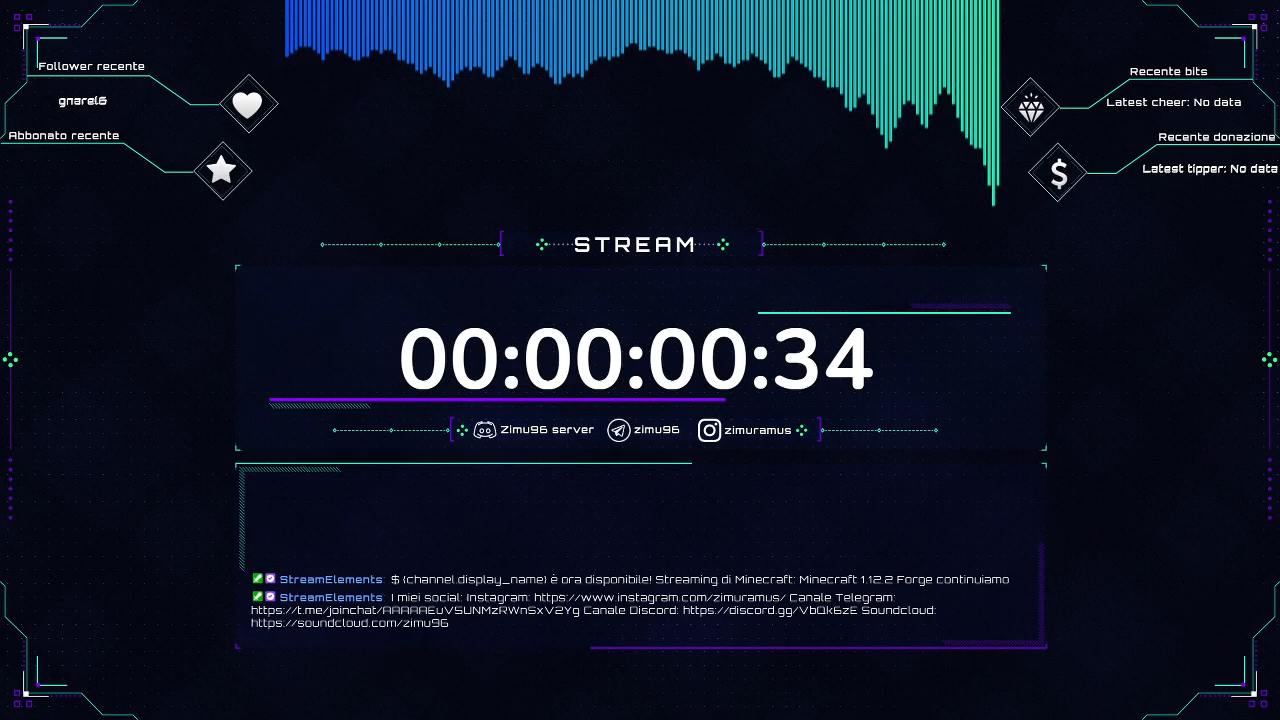 Follower recente
Abbonato recente
Recente bits
Latest cheer: No data
Recente donazione
Latest tipper: No data
STREAM
00:00:00:34
Zimu96 server
zimu96
zimuramus
StreamElements: $ {channel.display_name} è ora disponibile! Streaming di Minecraft: Minecraft 1.12.2 Forge continuiamo
StreamElements: I miei social: Instagram: https://www.instagram.com/zimuramus/ Canale Telegram:
https://t.me/joinchat/AAAAAEuVSUNMzRWnSxV2Yg Canale Discord: https://discord.gg/VbQk6zE Soundcloud:
https://soundcloud.com/zimu96